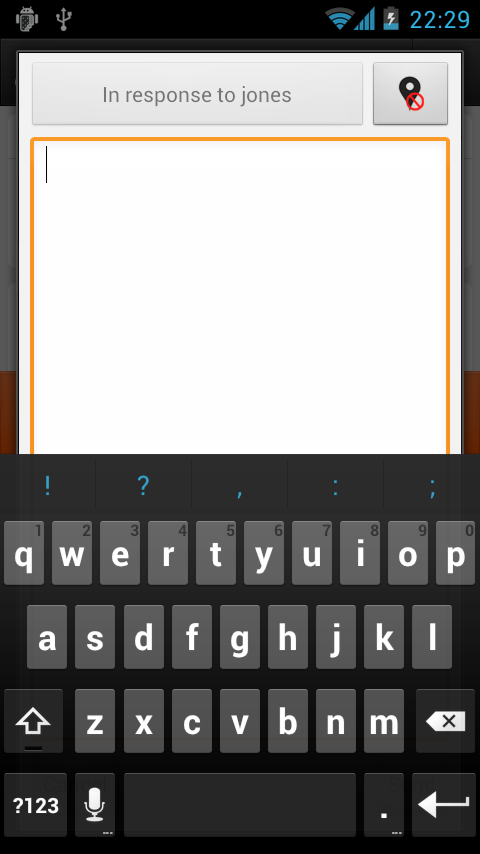 22:29
In response to jones
! ? , : ;
1 2 3 4 5 6 7 8 9 0
q w e r t y u i o p
a s d f g h j k l
z x c v b n m
?123 ... . ...